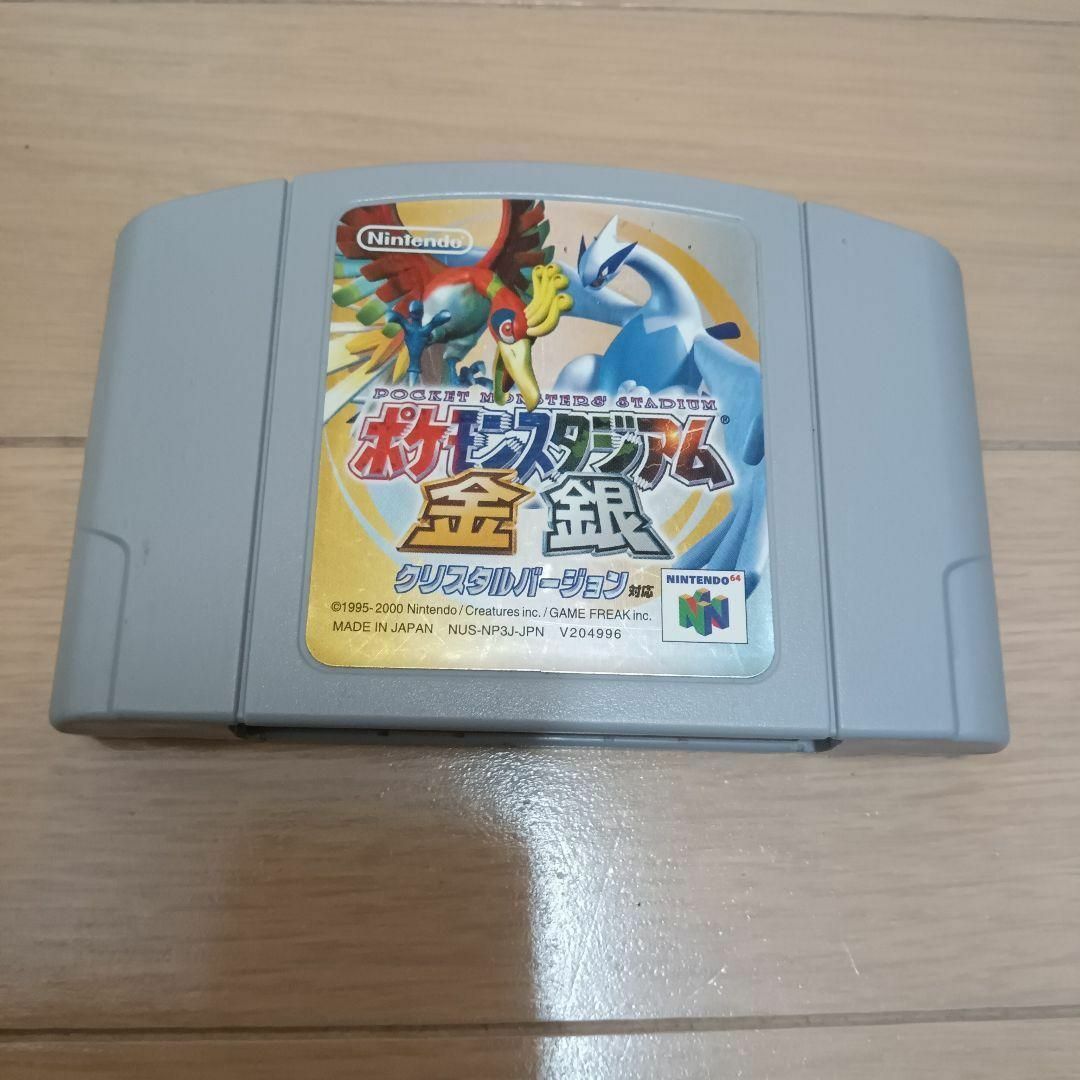 Nintendo
POCKET MONSTERS STADIUM
ポケモンスタジアム®
金 銀
クリスタルバージョン対応
NINTENDO 64
©1995-2000 Nintendo / Creatures inc. / GAME FREAK inc.
MADE IN JAPAN NUS-NP3J-JPN V204996